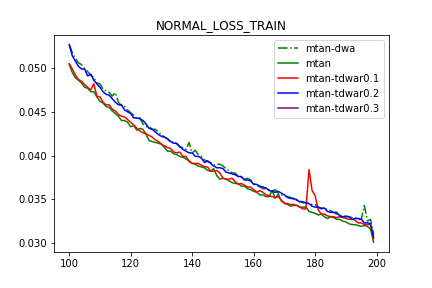 NORMAL_LOSS_TRAIN
mtan-dwa
mtan
mtan-tdwar0.1
mtan-tdwar0.2
mtan-tdwar0.3
0.050
0.045
0.040
0.035
0.030
100 120 140 160 180 200